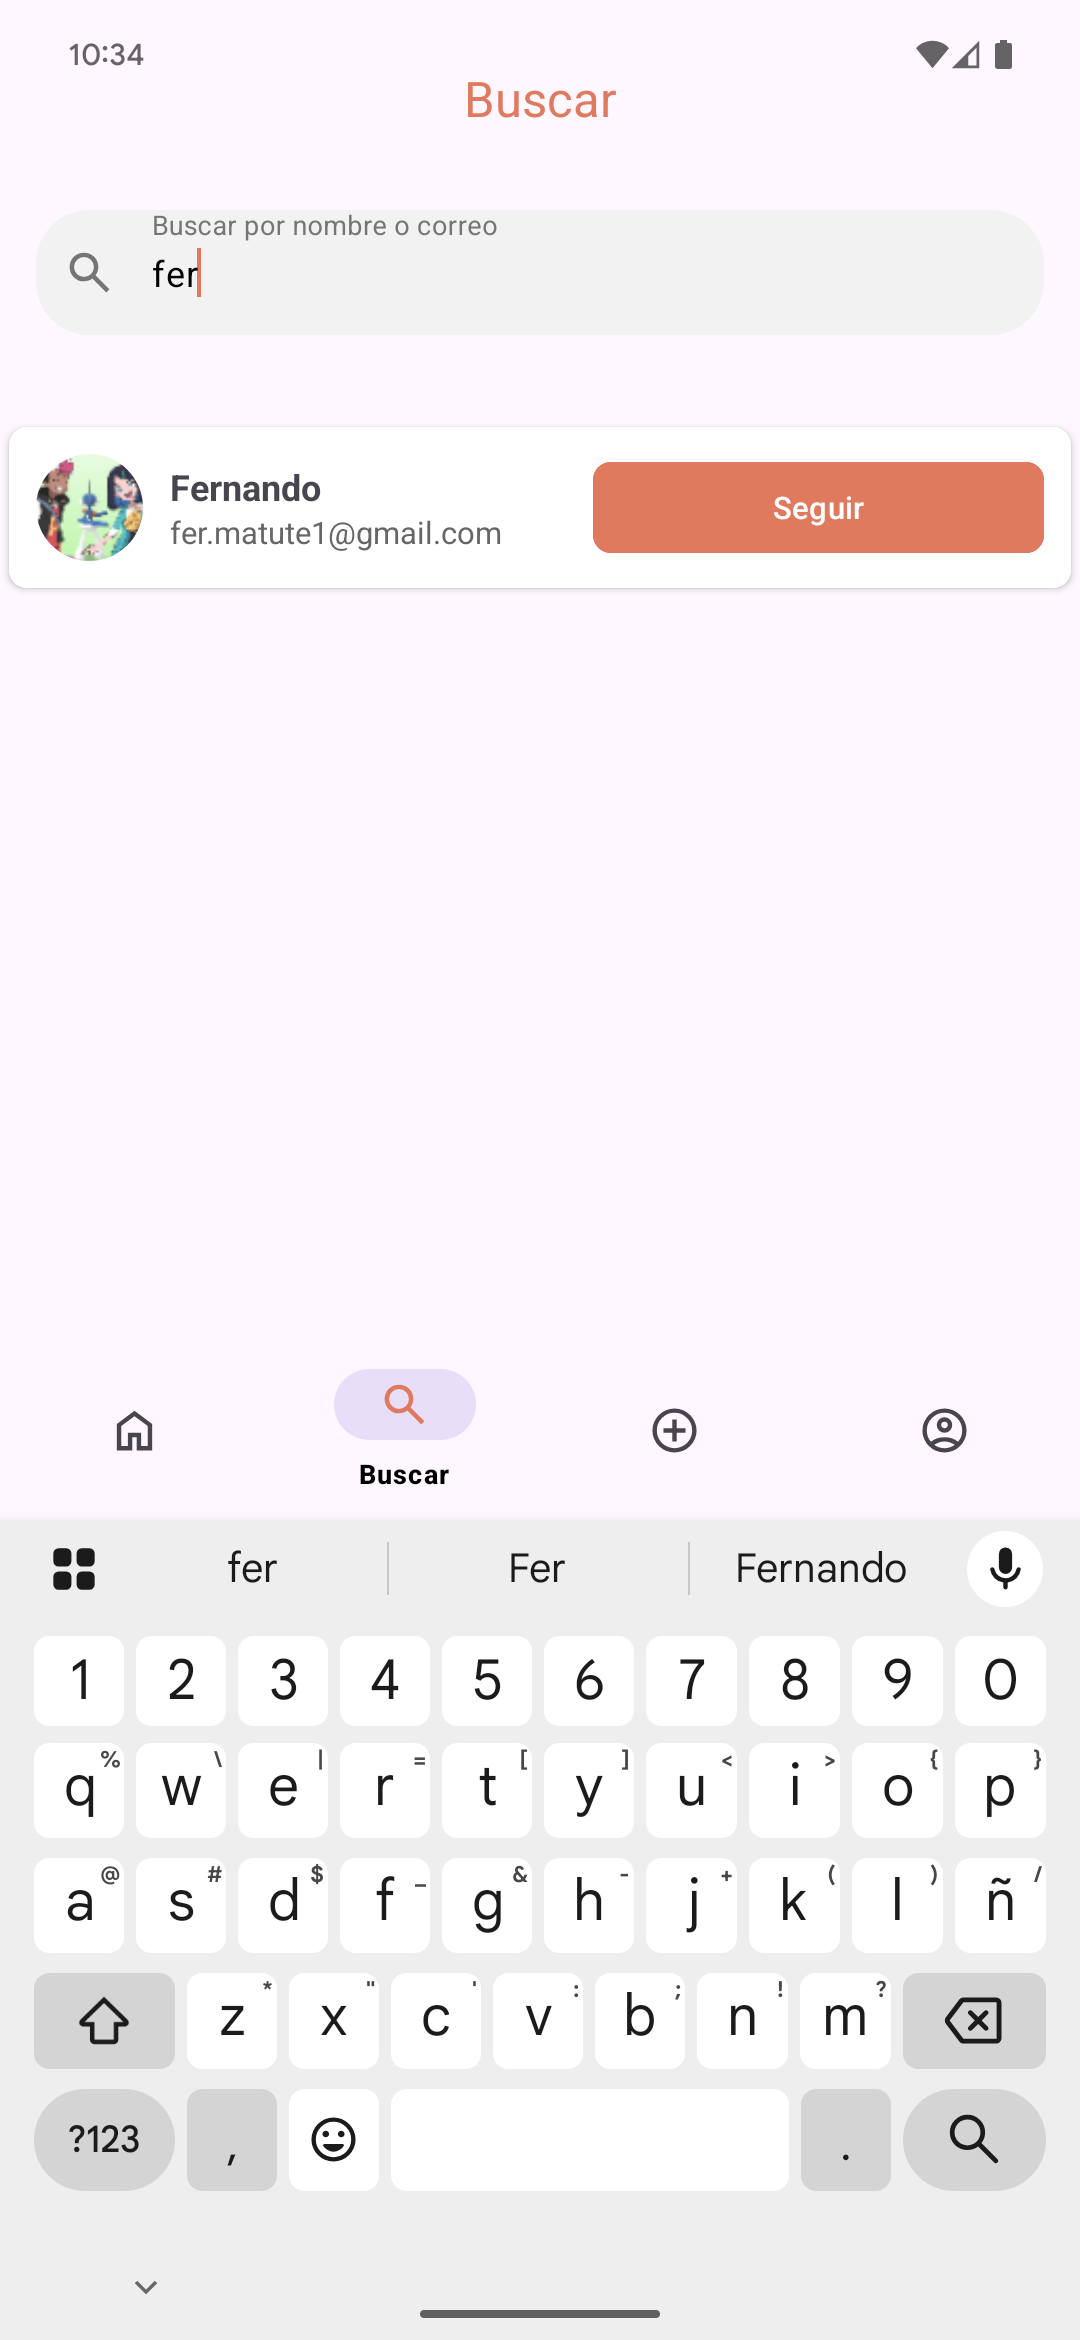 10:34
Buscar
Buscar por nombre o correo
fer
Fernando
fer.matute1@gmail.com
Seguir
Buscar
fer Fer Fernando
1 2 3 4 5 6 7 8 9 0
q % w \ e | r = t [ y ] u < i > o { p }
a @ s # d $ f _ g & h - j + k ( l ) ñ /
z * x " c ' v : b ; n ! m ?
?123 , .